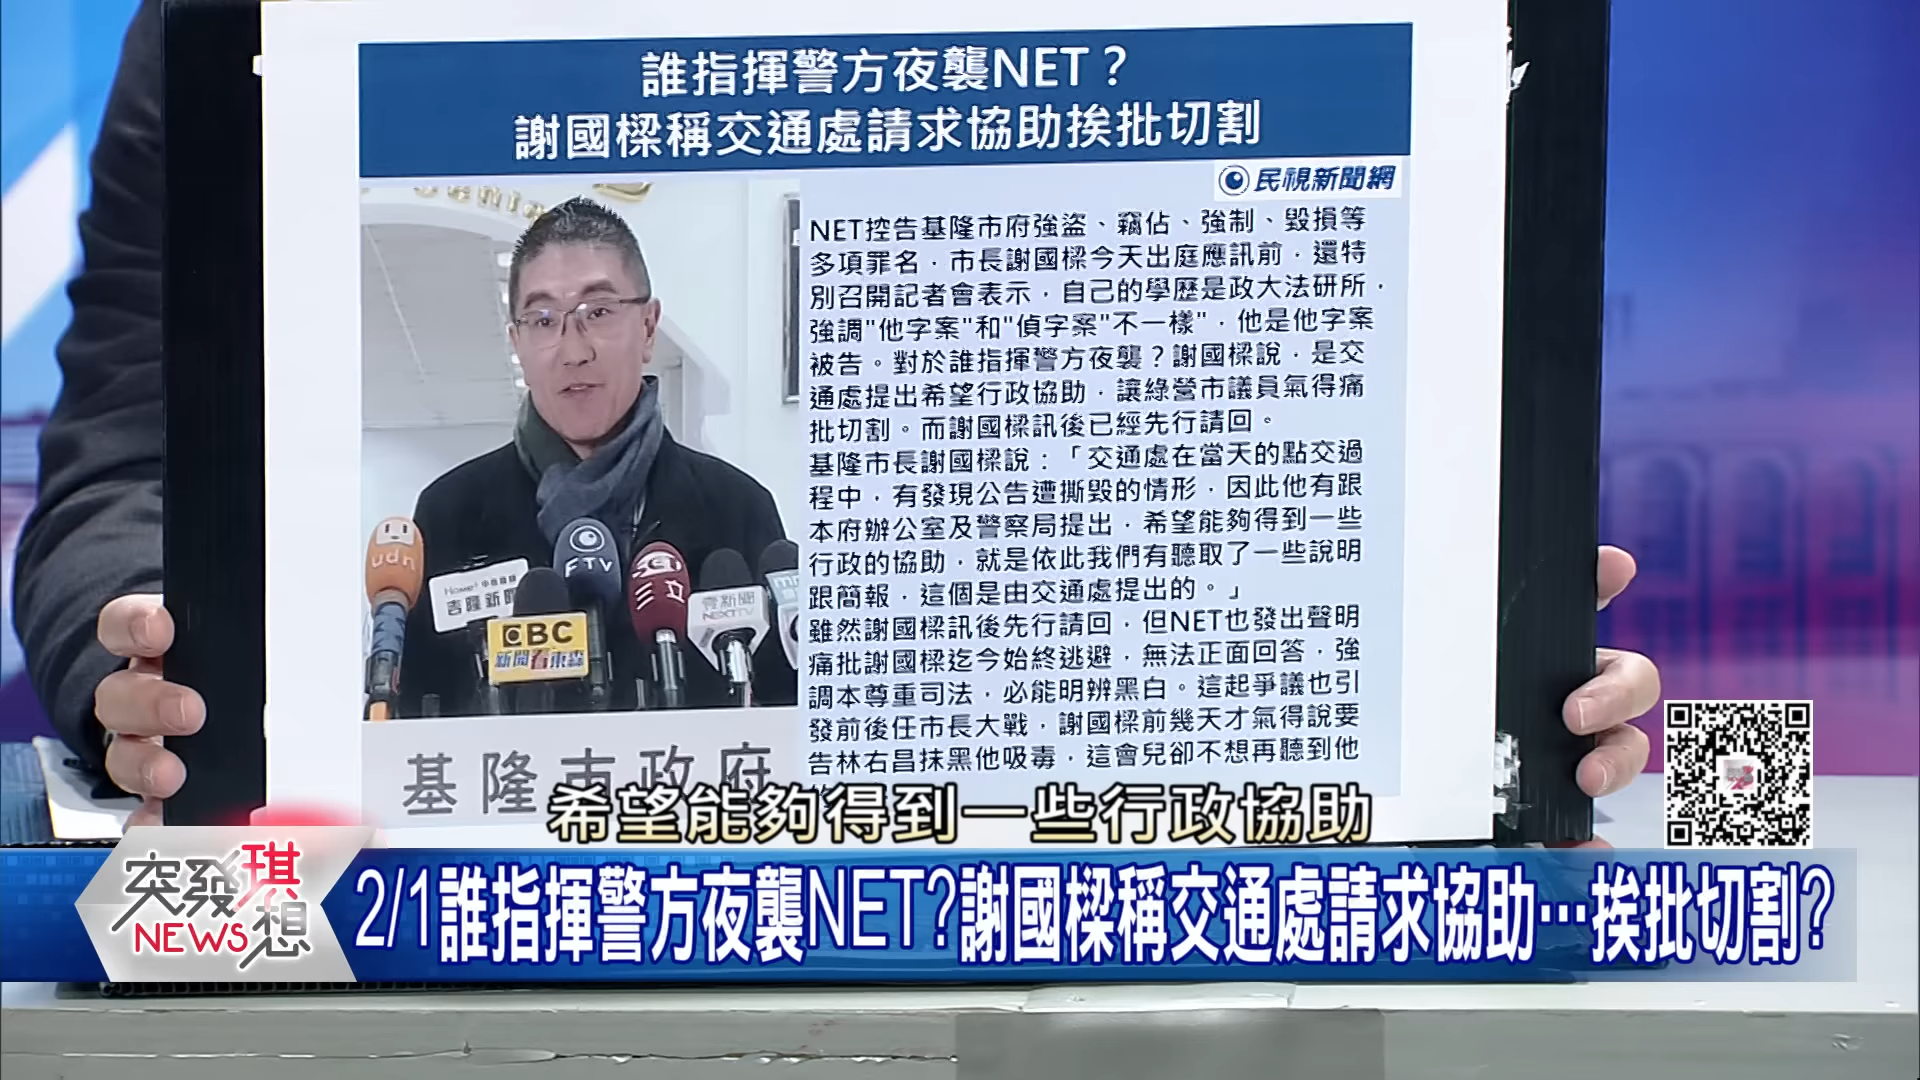 誰指揮警方夜襲NET？
謝國樑稱交通處請求協助挨批切割
民視新聞網
NET控告基隆市府強盜、竊佔、強制、毀損等
多項罪名，市長謝國樑今天出庭應訊前，還特
別召開記者會表示，自己的學歷是政大法研所，
強調"他字案"和"偵字案"不一樣"，他是他字案
被告。對於誰指揮警方夜襲？謝國樑說，是交
通處提出希望行政協助，讓綠營市議員氣得痛
批切割。而謝國樑訊後已經先行請回。
基隆市長謝國樑說：「交通處在當天的點交過
程中，有發現公告遭撕毀的情形，因此他有跟
本府辦公室及警察局提出，希望能夠得到一些
行政的協助，就是依此我們有聽取了一些說明
跟簡報，這個是由交通處提出的。」
雖然謝國樑訊後先行請回，但NET也發出聲明
痛批謝國樑迄今始終逃避，無法正面回答，強
調本尊重司法，必能明辨黑白。這起爭議也引
發前後任市長大戰，謝國樑前幾天才氣得說要
告林右昌抹黑他吸毒，這會兒卻不想再聽到他
udn
吉隆新聞
EBC
新聞看東森
FTV
三立
壹新聞
NEXTTV
基隆市政府
希望能夠得到一些行政協助
突發琪想
NEWS
2/1誰指揮警方夜襲NET?謝國樑稱交通處請求協助…挨批切割?